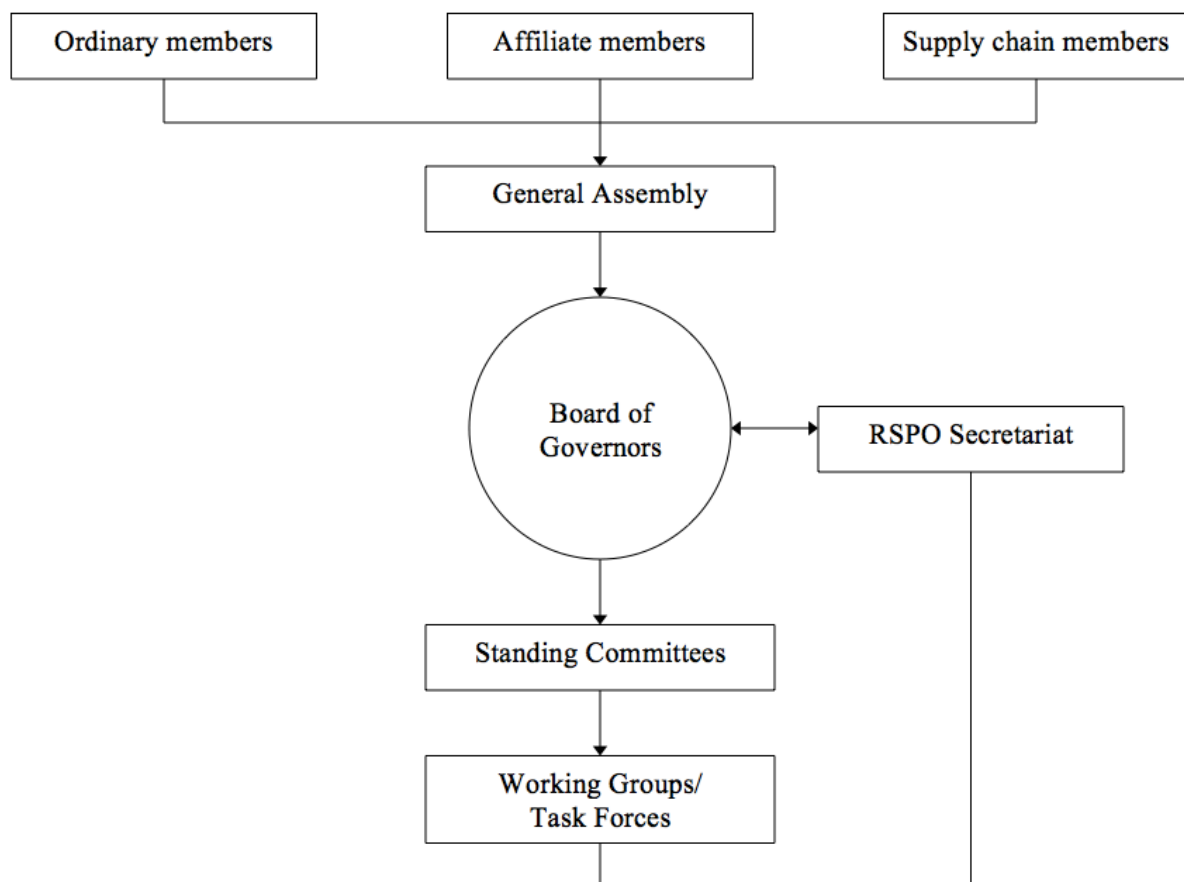 Ordinary members
Affiliate members
Supply chain members
General Assembly
Board of
Governors
RSPO Secretariat
Standing Committees
Working Groups/
Task Forces